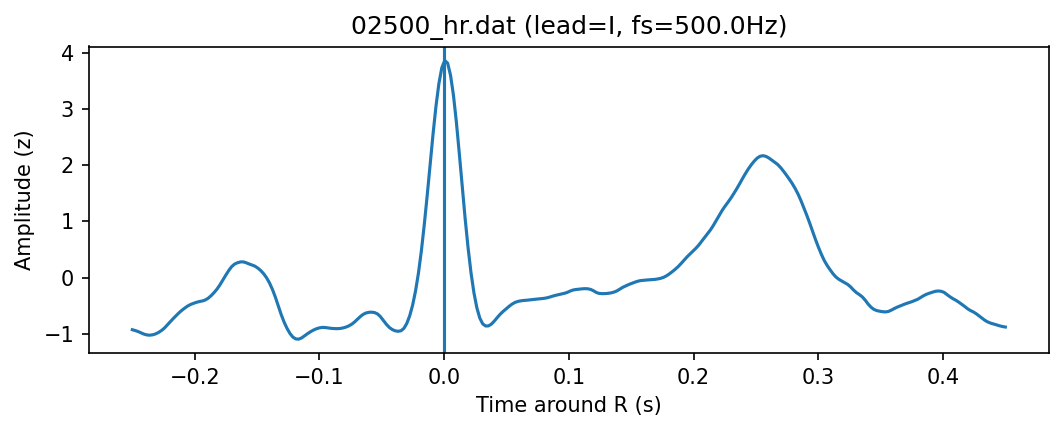 02500_hr.dat (lead=I, fs=500.0Hz)
Amplitude (z)
4
3
2
1
0
−1
−0.2 −0.1 0.0 0.1 0.2 0.3 0.4
Time around R (s)